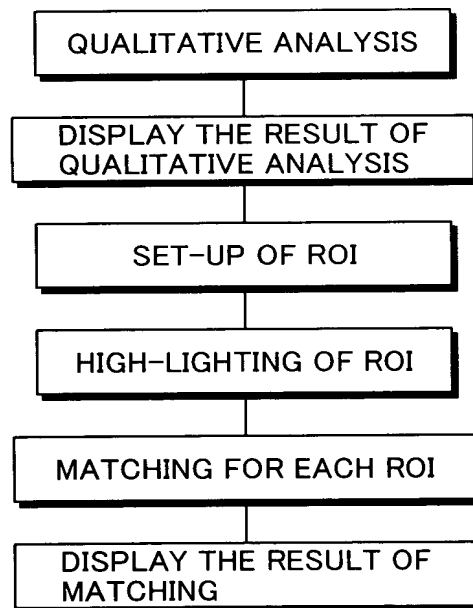 QUALITATIVE ANALYSIS
DISPLAY THE RESULT OF
QUALITATIVE ANALYSIS
SET-UP OF ROI
HIGH-LIGHTING OF ROI
MATCHING FOR EACH ROI
DISPLAY THE RESULT OF
MATCHING